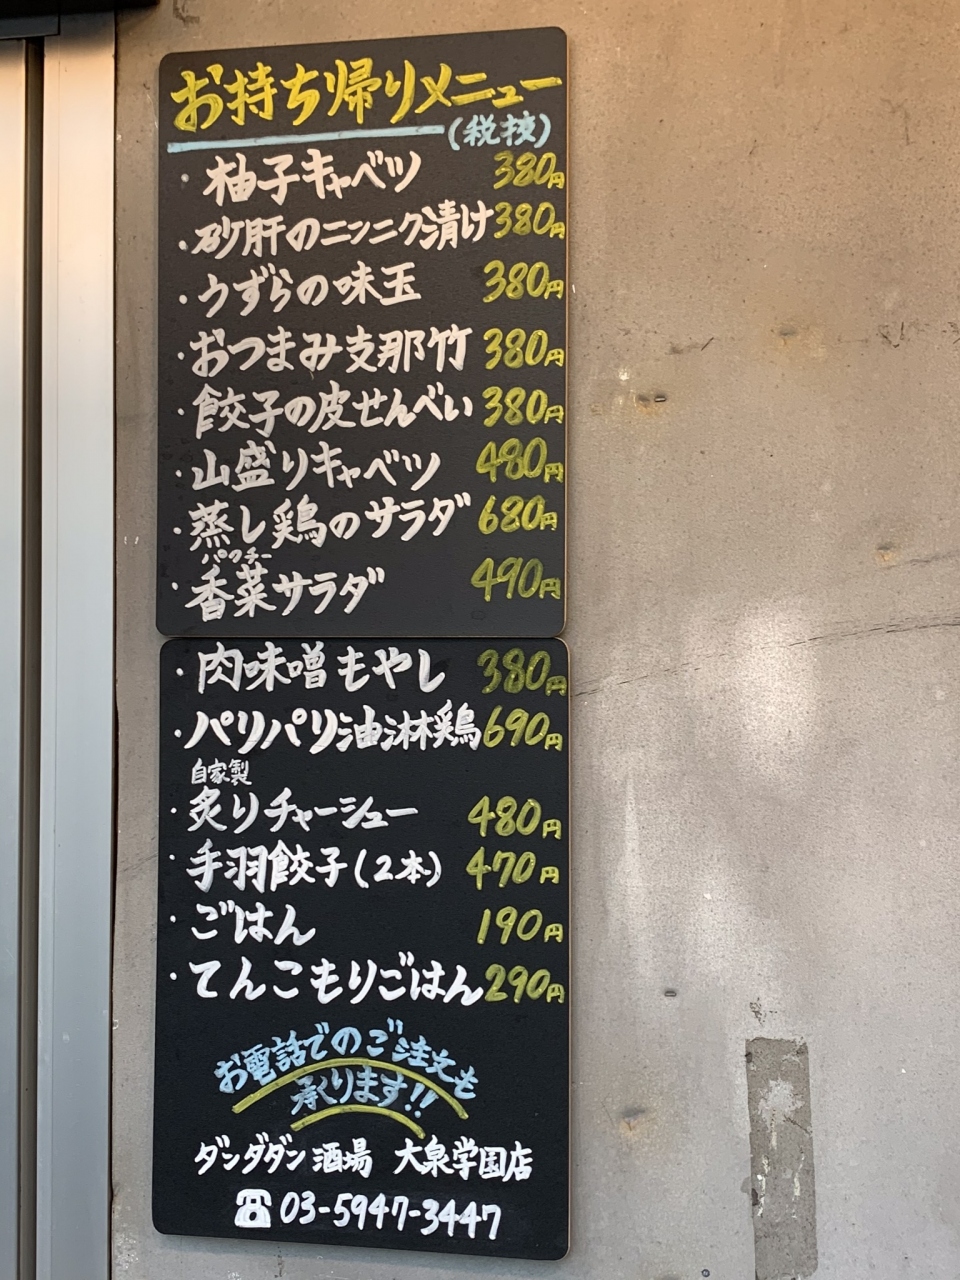 お持ち帰りメニュー
(税抜)
・柚子キャベツ 380円
・砂肝のニンニク漬け 380円
・うずらの味玉 380円
・おつまみ支那竹 380円
・餃子の皮せんべい 380円
・山盛りキャベツ 480円
・蒸し鶏のサラダ 680円
パクチー
・香菜サラダ 490円
・肉味噌もやし 380円
・パリパリ油淋鶏 690円
自家製
・炙りチャーシュー 480円
・手羽餃子(2本) 470円
・ごはん 190円
・てんこもりごはん 290円
お電話でのご注文も
承ります!!
ダンダダン酒場 大泉学園店
☎03-5947-3447